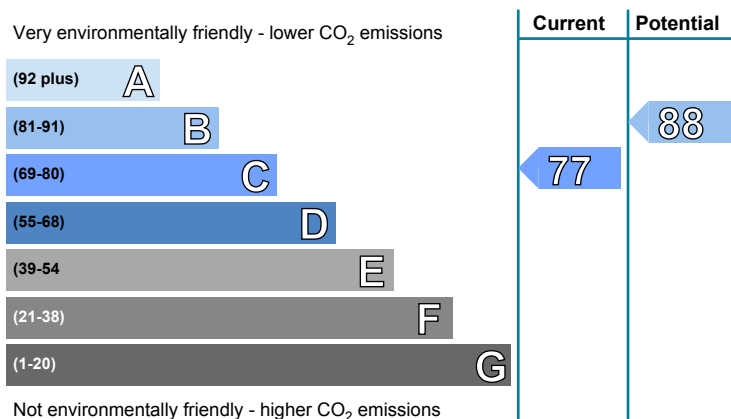 Current Potential
Very environmentally friendly - lower CO2 emissions
(92 plus) A
(81-91) B
88
(69-80) C
77
(55-68) D
(39-54 E
(21-38) F
(1-20) G
Not environmentally friendly - higher CO2 emissions